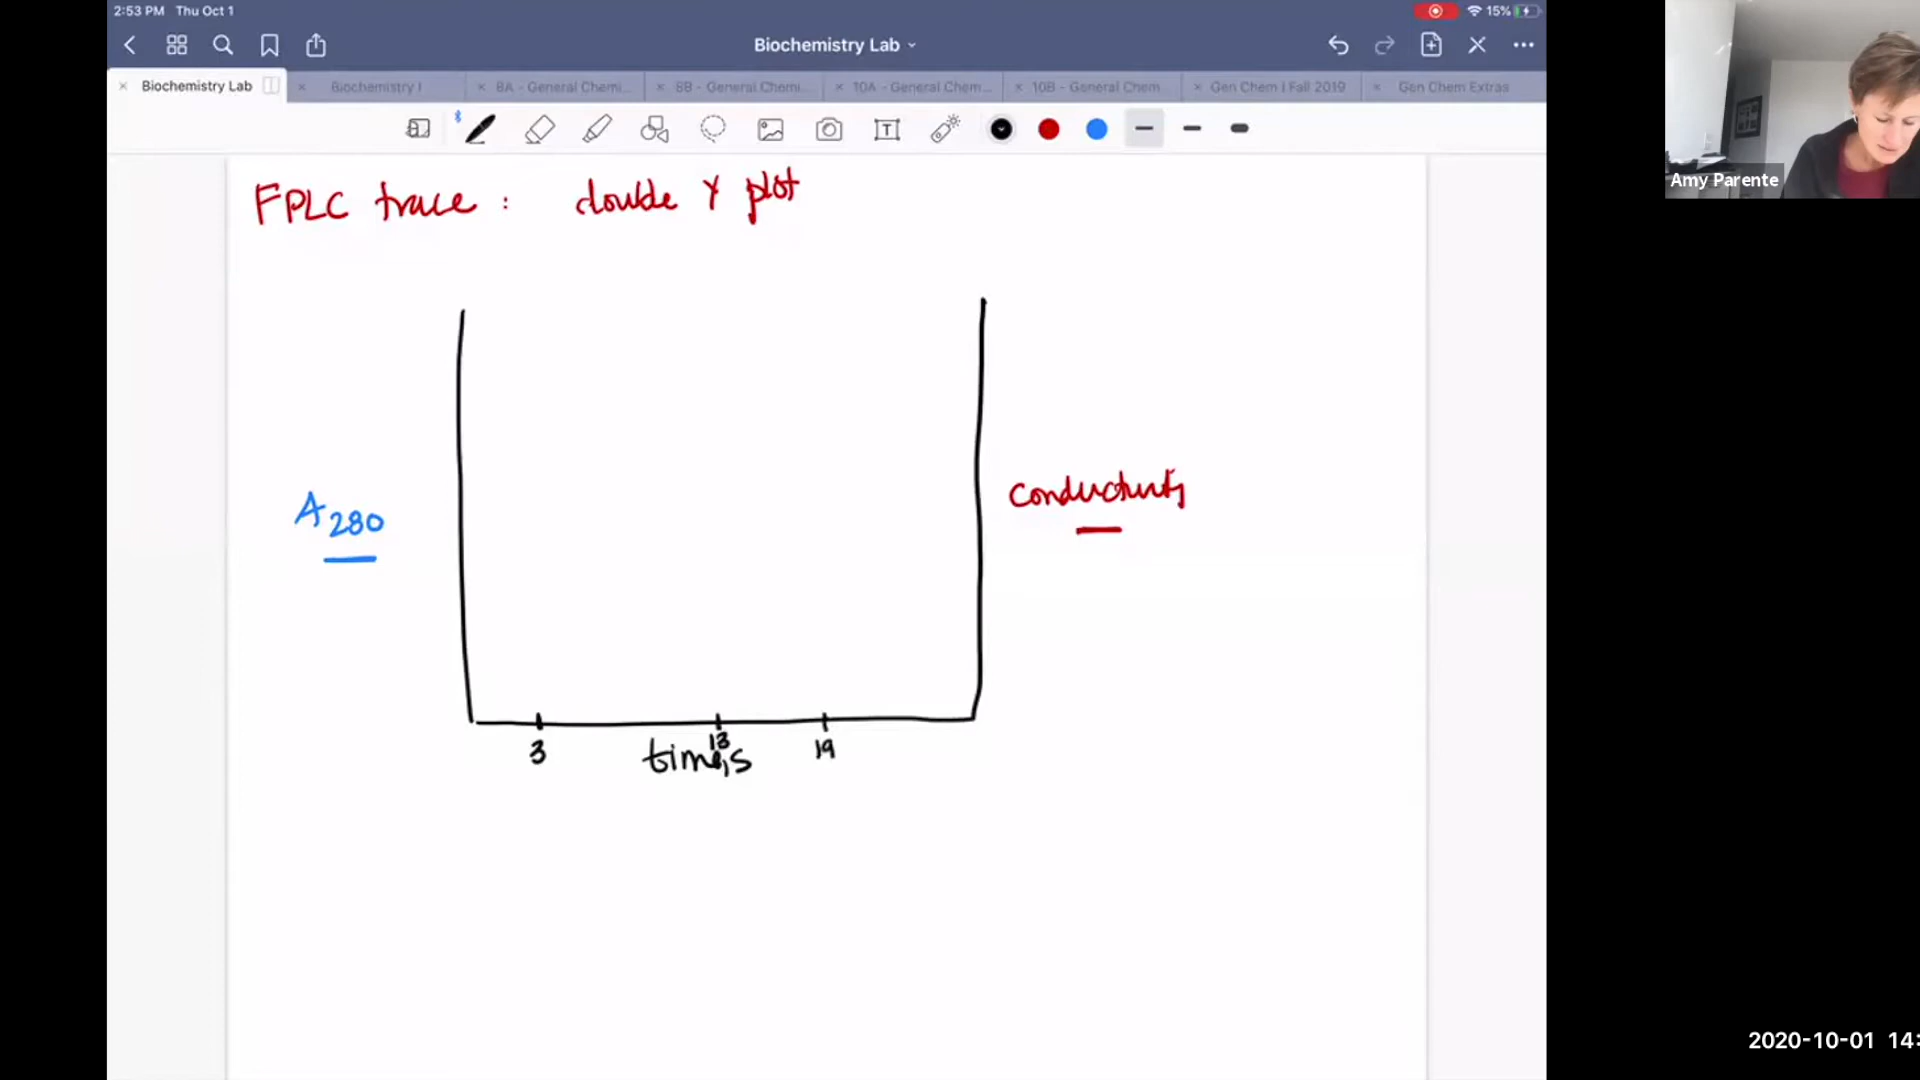 2:53 PM Thu Oct 1
15%
Biochemistry Lab
Biochemistry Lab
Biochemistry I
8A - General Chemi...
8B - General Chemi...
10A - General Chem...
10B - General Chem...
Gen Chem I Fall 2019
Gen Chem Extras
Amy Parente
FPLC trace : double Y plot
A280
conductivity
3
13
19
time, s
2020-10-01 14: